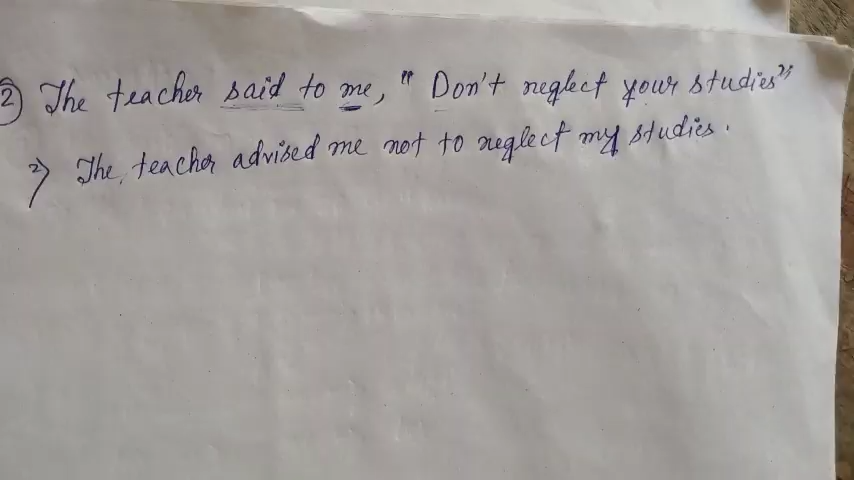 ② The teacher said to me, "Don't neglect your studies"
2) The teacher advised me not to neglect my studies.